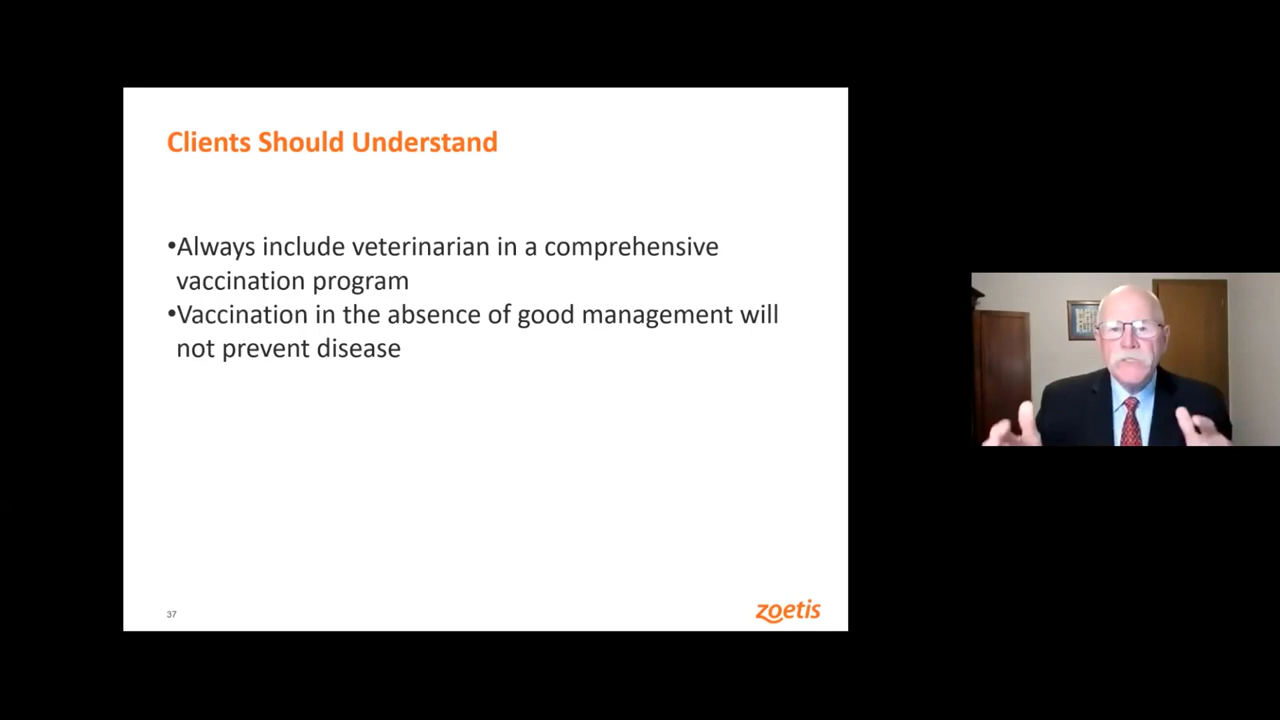 Clients Should Understand
•Always include veterinarian in a comprehensive
vaccination program
•Vaccination in the absence of good management will
not prevent disease
37
zoetis